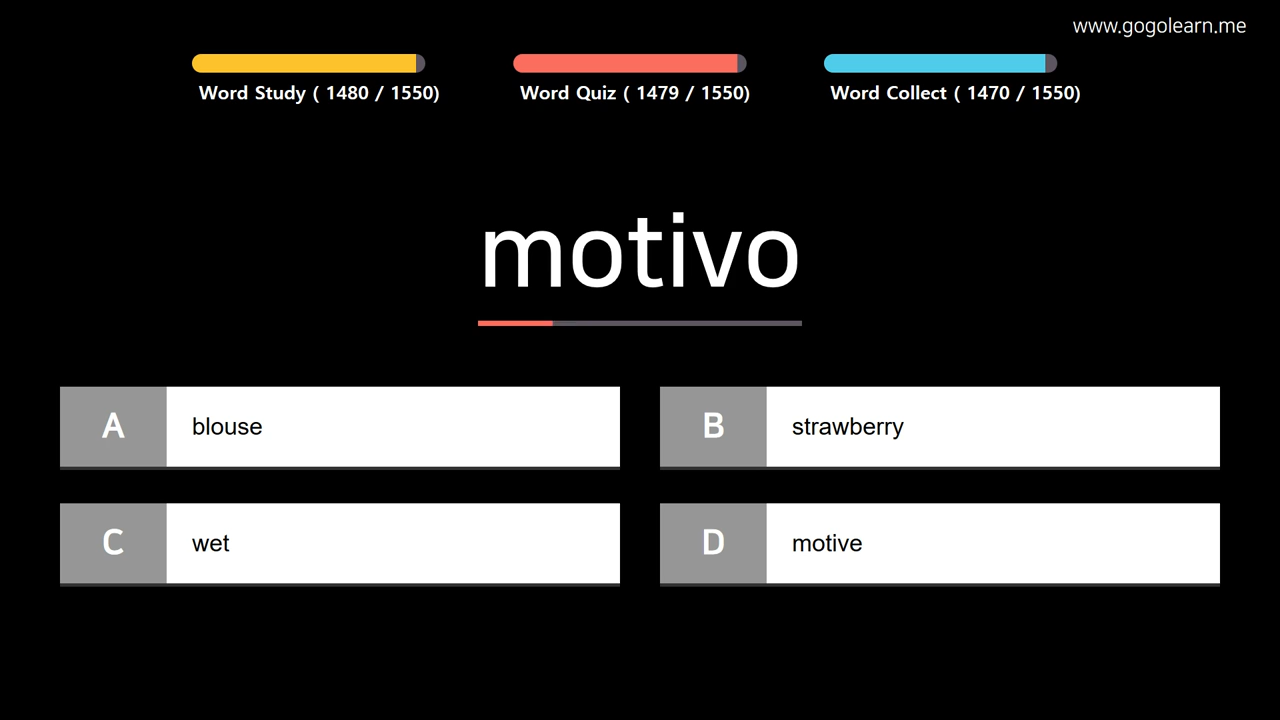 www.gogolearn.me
Word Study ( 1480 / 1550)
Word Quiz ( 1479 / 1550)
Word Collect ( 1470 / 1550)
motivo
A blouse
B strawberry
C wet
D motive